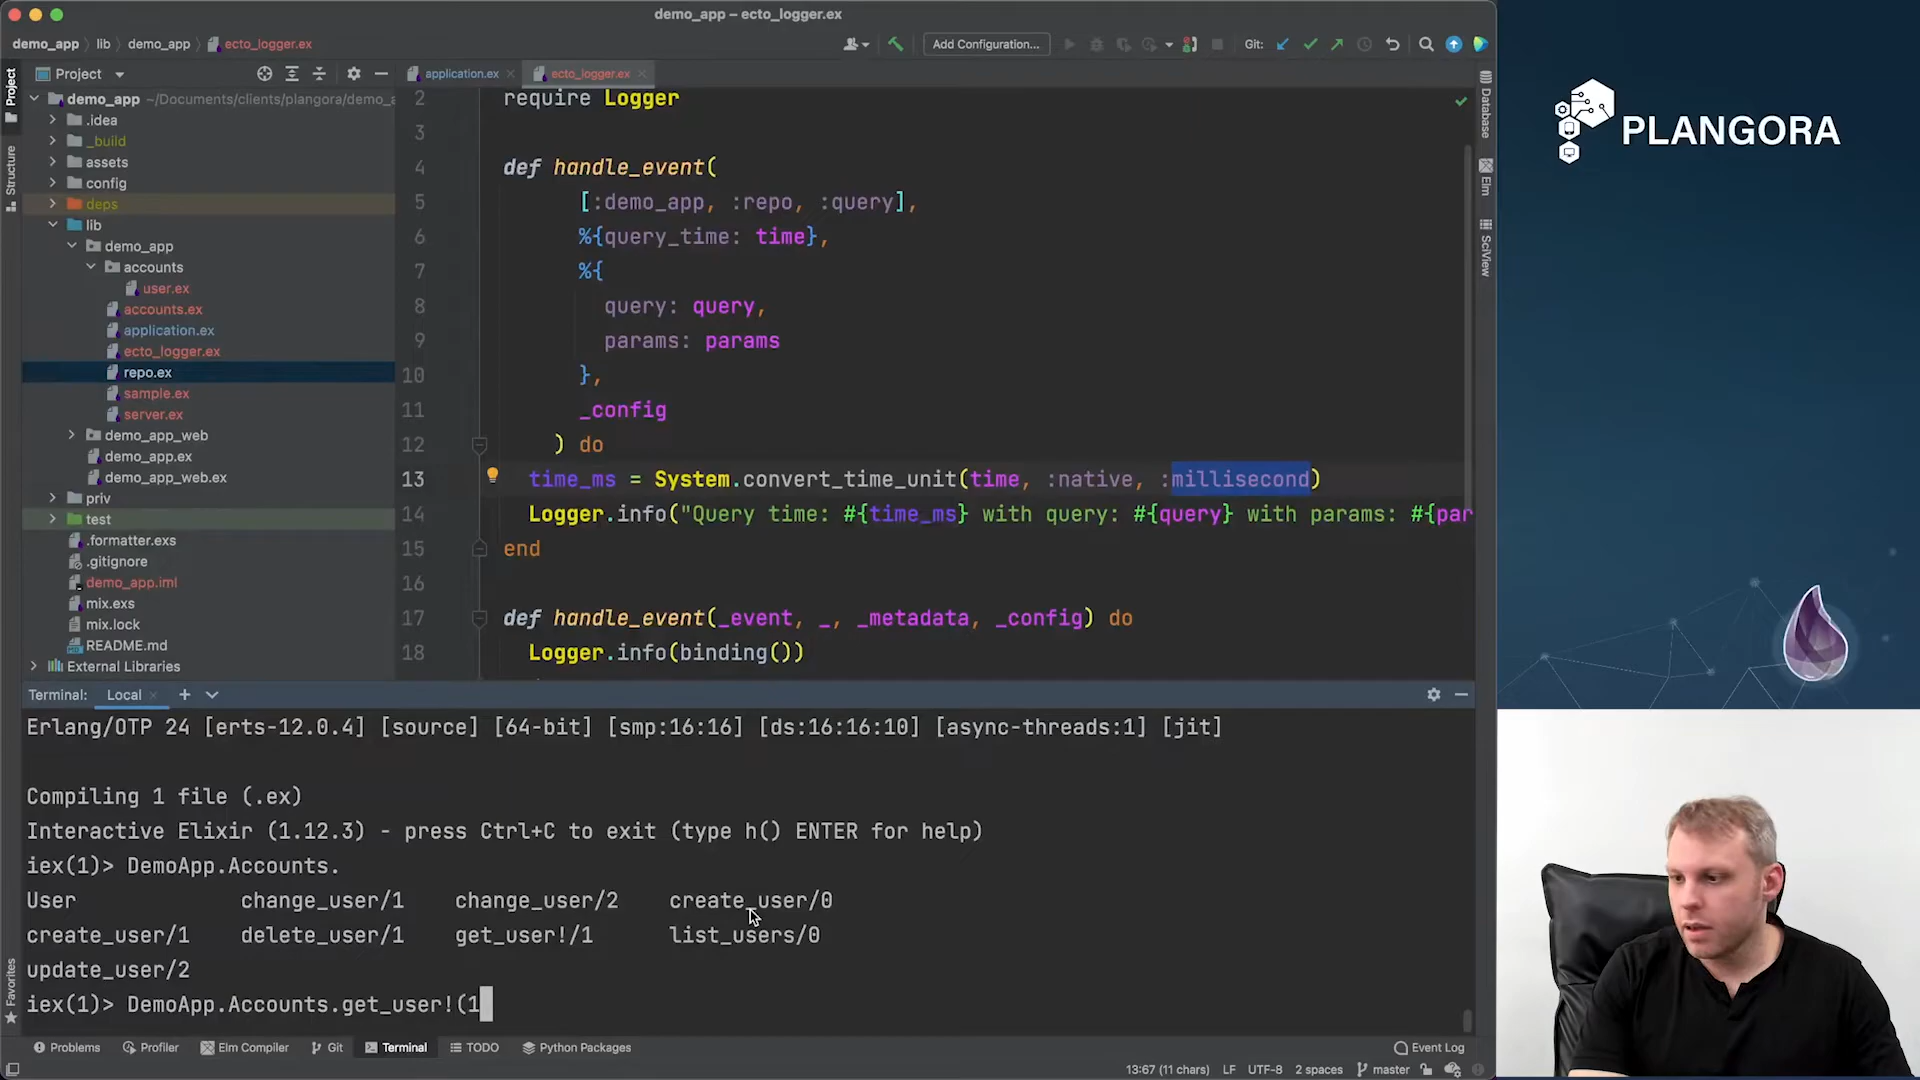 demo_app – ecto_logger.ex
demo_app lib demo_app ecto_logger.ex
Add Configuration...
Git:
Project
application.ex
ecto_logger.ex
demo_app ~/Documents/clients/plangora/demo_a
.idea
_build
assets
config
deps
lib
demo_app
accounts
user.ex
accounts.ex
application.ex
ecto_logger.ex
repo.ex
sample.ex
server.ex
demo_app_web
demo_app.ex
demo_app_web.ex
priv
test
.formatter.exs
.gitignore
demo_app.iml
mix.exs
mix.lock
README.md
External Libraries
Project
Structure
Favorites
2 require Logger
3
4 def handle_event(
5 [:demo_app, :repo, :query],
6 %{query_time: time},
7 %{
8 query: query,
9 params: params
10 },
11 _config
12 ) do
13 time_ms = System.convert_time_unit(time, :native, :millisecond)
14 Logger.info("Query time: #{time_ms} with query: #{query} with params: #{par
15 end
16
17 def handle_event(_event, _, _metadata, _config) do
18 Logger.info(binding())
Database
Elm
SciView
PLANGORA
Terminal: Local
Erlang/OTP 24 [erts-12.0.4] [source] [64-bit] [smp:16:16] [ds:16:16:10] [async-threads:1] [jit]
Compiling 1 file (.ex)
Interactive Elixir (1.12.3) - press Ctrl+C to exit (type h() ENTER for help)
iex(1)> DemoApp.Accounts.
User change_user/1 change_user/2 create_user/0
create_user/1 delete_user/1 get_user!/1 list_users/0
update_user/2
iex(1)> DemoApp.Accounts.get_user!(1
Problems Profiler Elm Compiler Git Terminal TODO Python Packages Event Log
13:67 (11 chars) LF UTF-8 2 spaces master